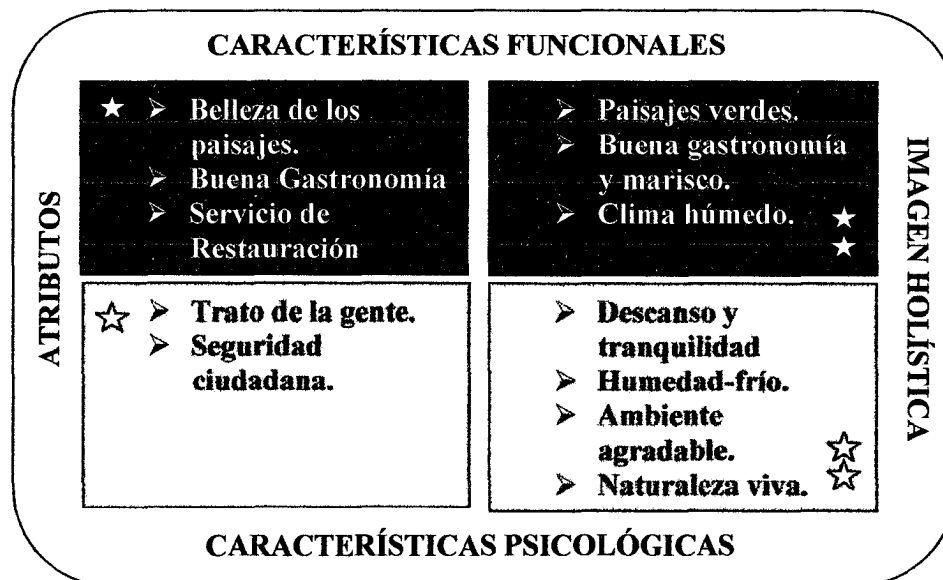 CARACTERÍSTICAS FUNCIONALES
ATRIBUTOS
➢ Belleza de los
paisajes.
➢ Buena Gastronomía
➢ Servicio de
Restauración
➢ Paisajes verdes.
➢ Buena gastronomía
y marisco.
➢ Clima húmedo.
➢ Trato de la gente.
➢ Seguridad
ciudadana.
➢ Descanso y
tranquilidad
➢ Humedad-frío.
➢ Ambiente
agradable.
➢ Naturaleza viva.
IMAGEN HOLÍSTICA
CARACTERÍSTICAS PSICOLÓGICAS